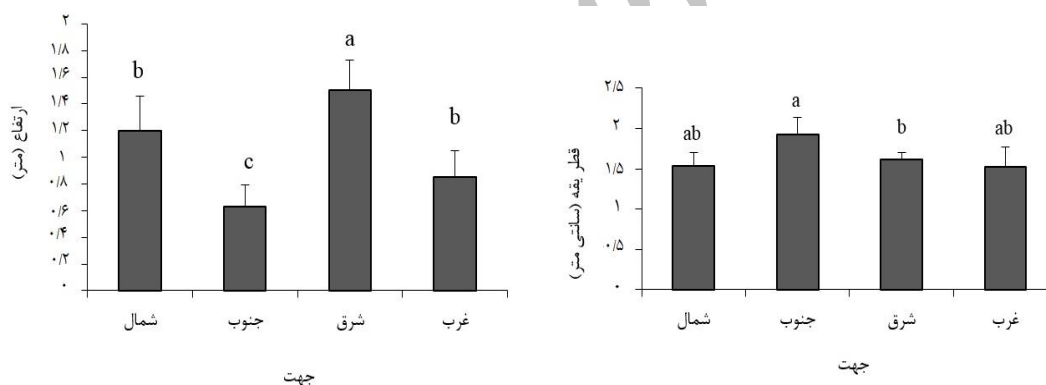 ۲
۱/۸
۱/۶
۱/۴
۱/۲
۱
۰/۸
۰/۶
۰/۴
۰/۲
۰
ارتفاع (متر)
b
c
a
b
شمال
جنوب
شرق
غرب
جهت
۲/۵
۲
۱/۵
۱
۰/۵
۰
قطر یقه (سانتی متر)
ab
a
b
ab
شمال
جنوب
شرق
غرب
جهت